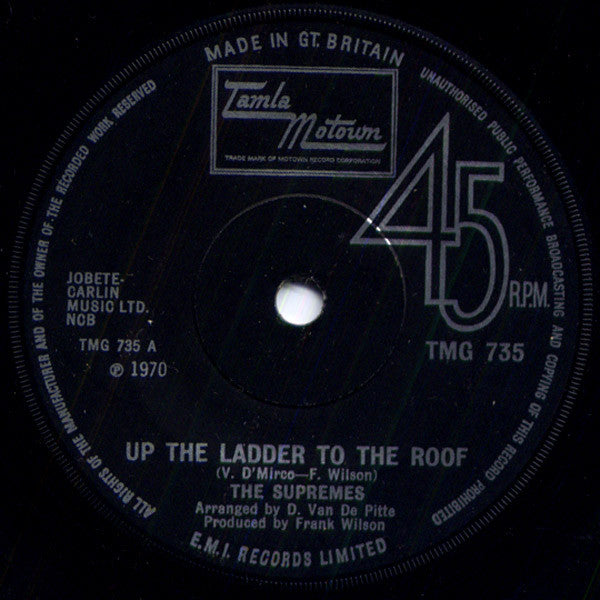 MADE IN GT. BRITAIN
Tamla
Motown
TRADE MARK OF MOTOWN RECORD CORPORATION
45
R.P.M.
TMG 735
JOBETE-
CARLIN
MUSIC LTD.
NCB
TMG 735 A
℗ 1970
UP THE LADDER TO THE ROOF
(V. D'Mirco—F. Wilson)
THE SUPREMES
Arranged by D. Van De Pitte
Produced by Frank Wilson
E.M.I. RECORDS LIMITED
ALL RIGHTS OF THE MANUFACTURER AND OF THE OWNER OF THE RECORDED WORK RESERVED
UNAUTHORISED PUBLIC PERFORMANCE BROADCASTING AND COPYING OF THIS RECORD PROHIBITED